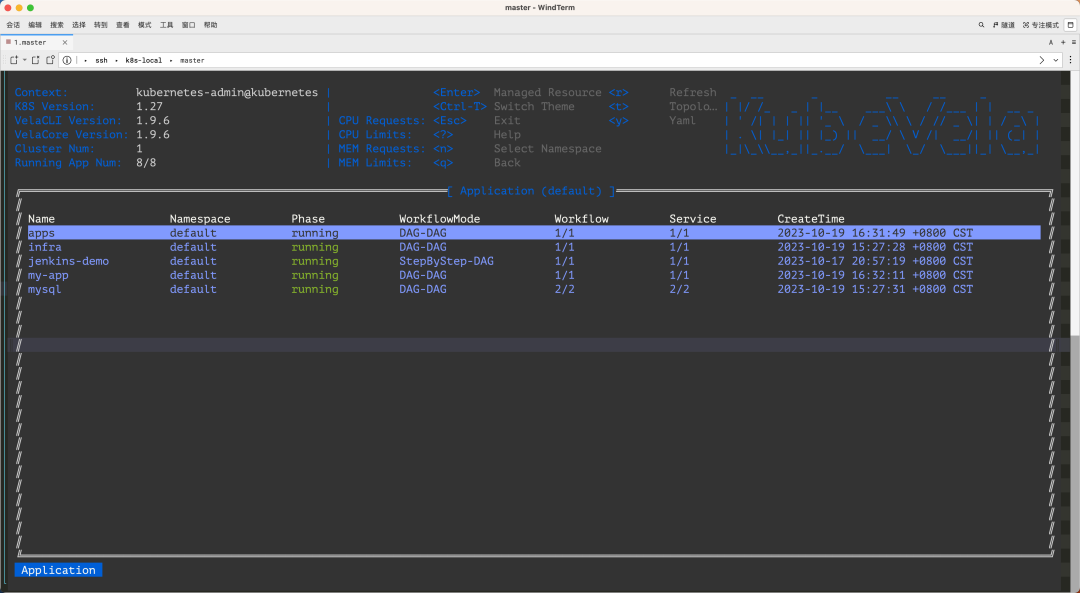 master - WindTerm
会话 编辑 搜索 选择 转到 查看 模式 工具 窗口 帮助 隧道 专注模式
1.master
ssh k8s-local master
Context: kubernetes-admin@kubernetes | <Enter> Managed Resource <r> Refresh
K8S Version: 1.27 | <Ctrl-T> Switch Theme <t> Topolo…
VelaCLI Version: 1.9.6 | CPU Requests: <Esc> Exit <y> Yaml
VelaCore Version: 1.9.6 | CPU Limits: <?> Help
Cluster Num: 1 | MEM Requests: <n> Select Namespace
Running App Num: 8/8 | MEM Limits: <q> Back
KubeVela
[ Application (default) ]
Name Namespace Phase WorkflowMode Workflow Service CreateTime
apps default running DAG-DAG 1/1 1/1 2023-10-19 16:31:49 +0800 CST
infra default running DAG-DAG 1/1 1/1 2023-10-19 15:27:28 +0800 CST
jenkins-demo default running StepByStep-DAG 1/1 1/1 2023-10-17 20:57:19 +0800 CST
my-app default running DAG-DAG 1/1 1/1 2023-10-19 16:32:11 +0800 CST
mysql default running DAG-DAG 2/2 2/2 2023-10-19 15:27:31 +0800 CST
Application